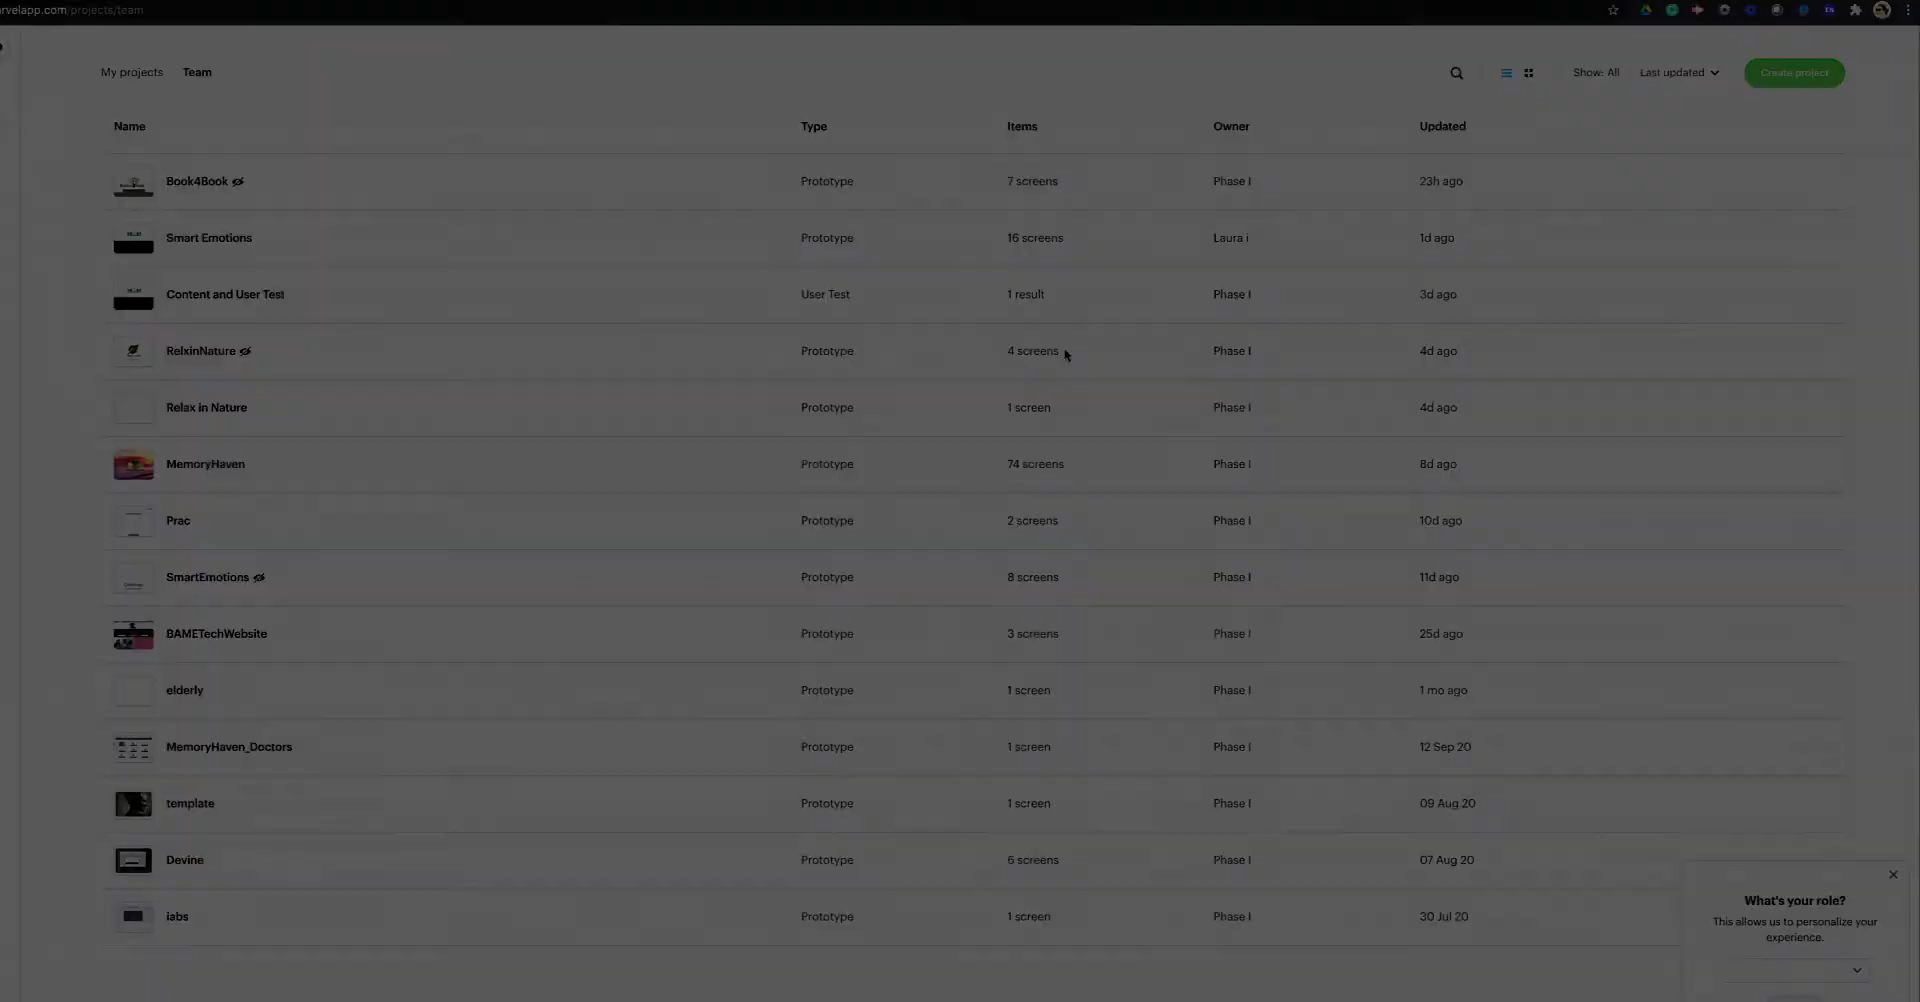 rvelapp.com/projects/team
EN
My projects Team Show: All Last updated Create project
Name Type Items Owner Updated
Book4Book Prototype 7 screens Phase I 23h ago
Smart Emotions Prototype 16 screens Laura i 1d ago
Content and User Test User Test 1 result Phase I 3d ago
RelxinNature Prototype 4 screens Phase I 4d ago
Relax in Nature Prototype 1 screen Phase I 4d ago
MemoryHaven Prototype 74 screens Phase I 8d ago
Prac Prototype 2 screens Phase I 10d ago
SmartEmotions Prototype 8 screens Phase I 11d ago
BAMETechWebsite Prototype 3 screens Phase I 25d ago
elderly Prototype 1 screen Phase I 1 mo ago
MemoryHaven_Doctors Prototype 1 screen Phase I 12 Sep 20
template Prototype 1 screen Phase I 09 Aug 20
Devine Prototype 6 screens Phase I 07 Aug 20
iabs Prototype 1 screen Phase I 30 Jul 20
What's your role?
This allows us to personalize your
experience.